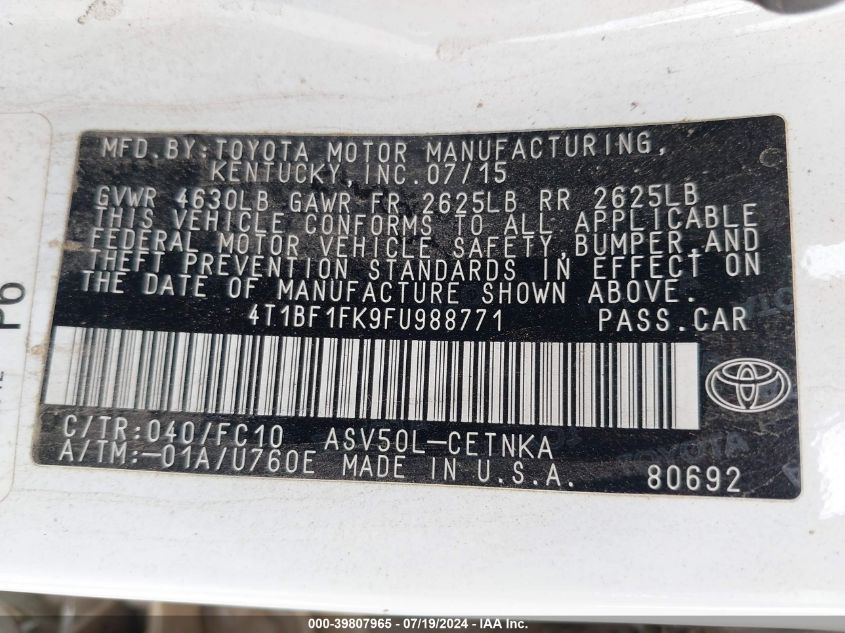 MFD.BY:TOYOTA MOTOR MANUFACTURING,
KENTUCKY, INC. 07/15
GVWR 4630LB GAWR FR 2625LB RR 2625LB
THIS VEHICLE CONFORMS TO ALL APPLICABLE
FEDERAL MOTOR VEHICLE SAFETY, BUMPER, AND
THEFT PREVENTION STANDARDS IN EFFECT ON
THE DATE OF MANUFACTURE SHOWN ABOVE.
4T1BF1FK9FU988771 PASS.CAR
C/TR:040/FC10 ASV50L-CETNKA
A/TM:-01A/U760E MADE IN U.S.A. 80692
TOYOTA
000-39807965 - 07/19/2024 - IAA Inc.